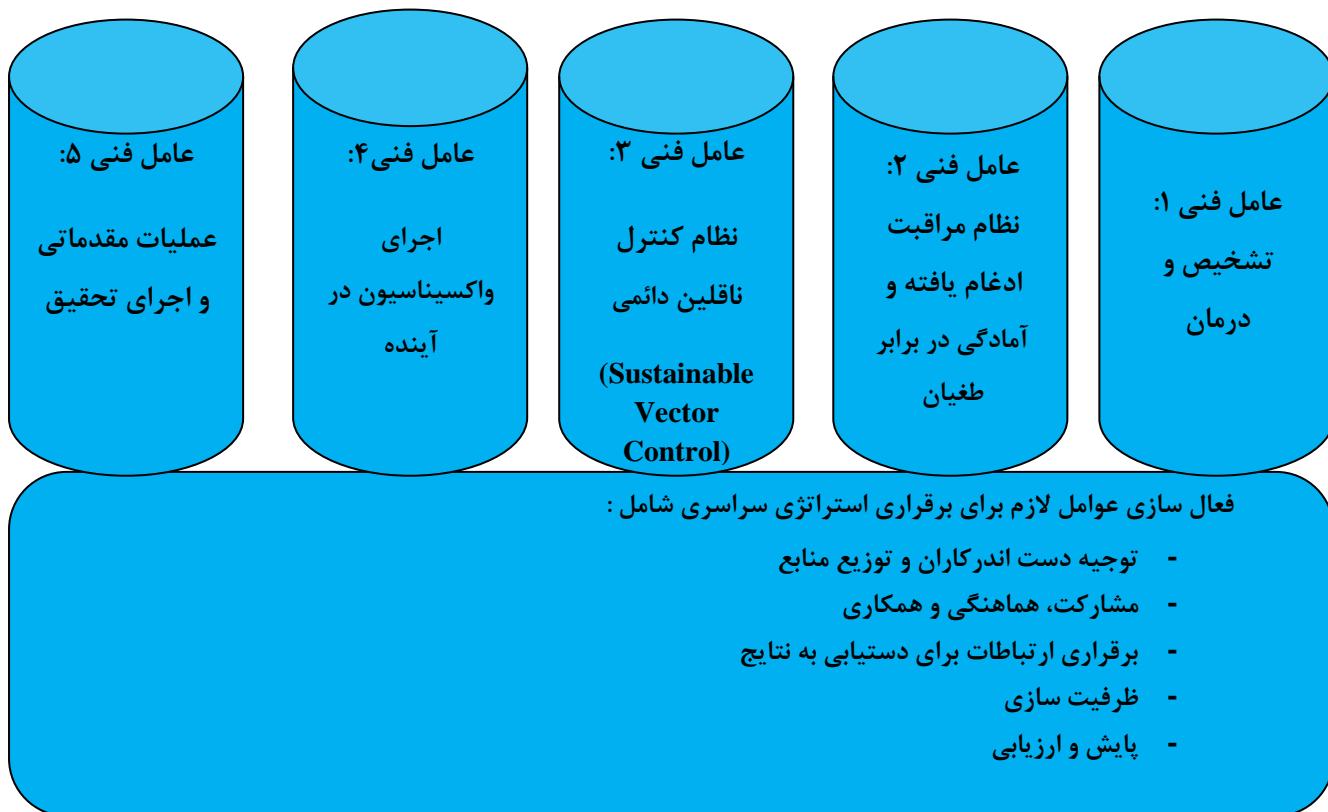 عامل فنی ۱:
تشخیص و
درمان
عامل فنی ۲:
نظام مراقبت
ادغام یافته و
آمادگی در برابر
طغیان
عامل فنی ۳:
نظام کنترل
ناقلین دائمی
(Sustainable
Vector
Control)
عامل فنی۴:
اجرای
واکسیناسیون در
آینده
عامل فنی ۵:
عملیات مقدماتی
و اجرای تحقیق
فعال سازی عوامل لازم برای برقراری استراتژی سراسری شامل :
- توجیه دست اندرکاران و توزیع منابع
- مشارکت، هماهنگی و همکاری
- برقراری ارتباطات برای دستیابی به نتایج
- ظرفیت سازی
- پایش و ارزیابی